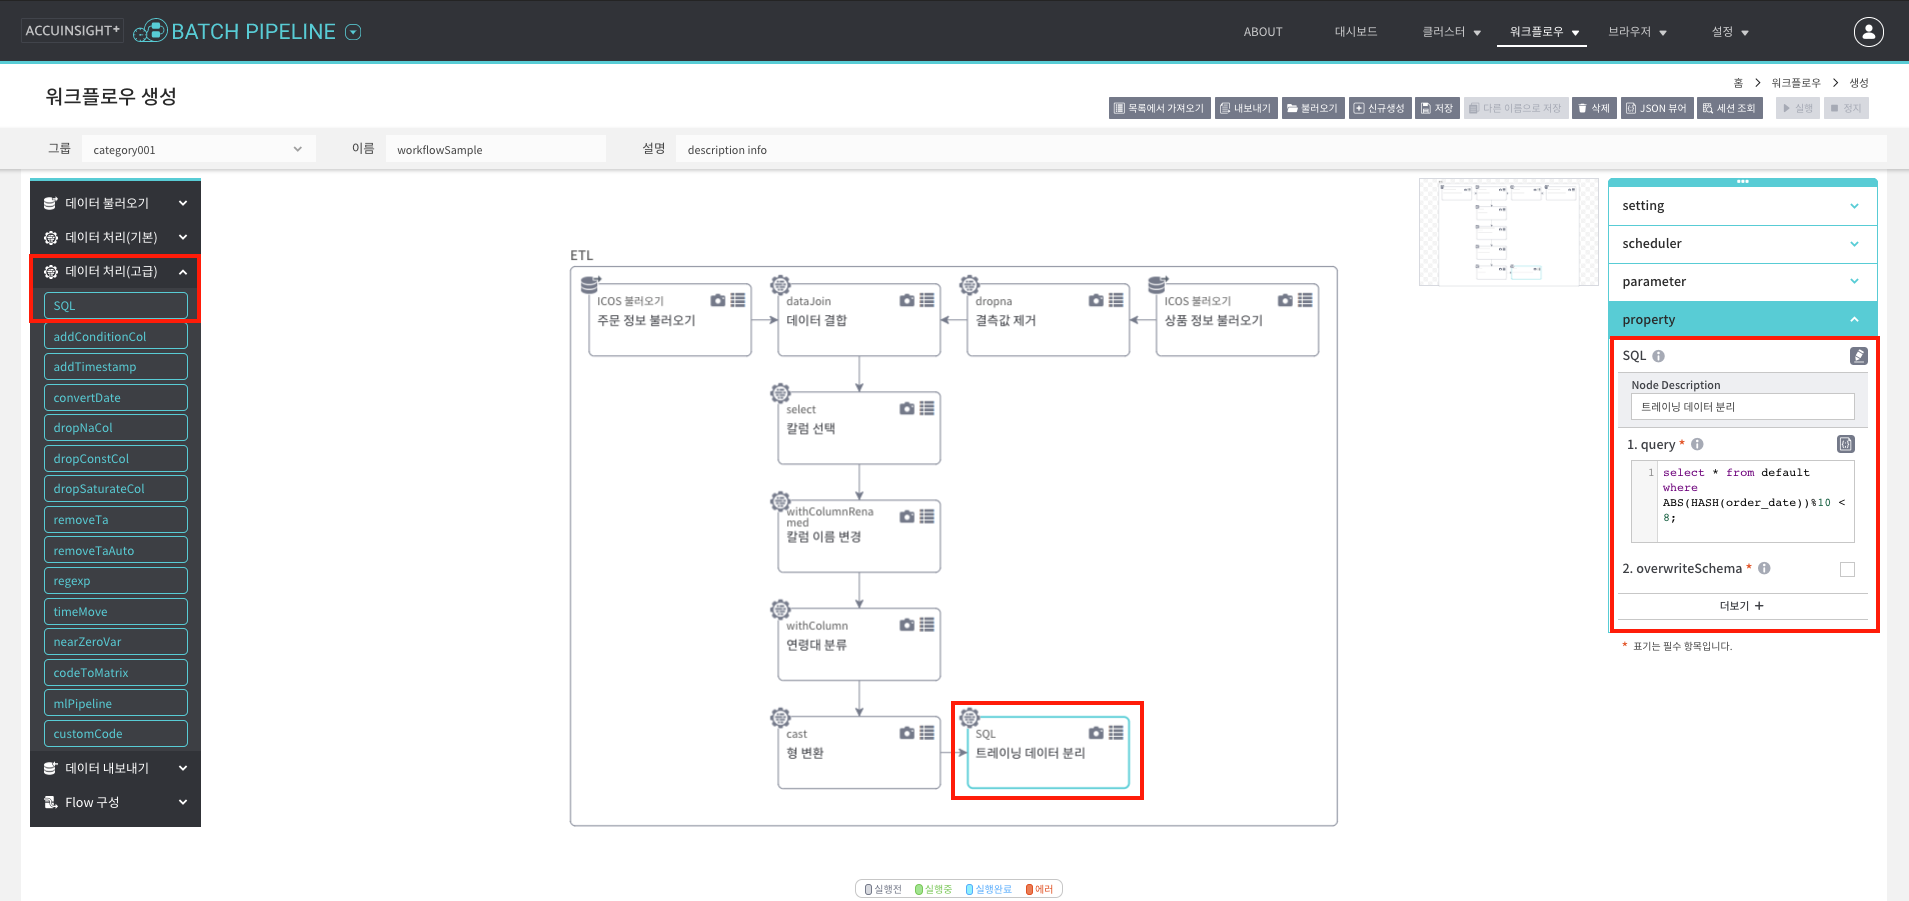 ACCUINSIGHT+
BATCH PIPELINE
ABOUT
대시보드
클러스터
워크플로우
브라우저
설정
워크플로우 생성
홈 > 워크플로우 > 생성
목록에서 가져오기
내보내기
불러오기
신규생성
저장
다른 이름으로 저장
삭제
JSON 뷰어
세션 조회
실행
정지
그룹
category001
이름
workflowSample
설명
description info
데이터 불러오기
데이터 처리(기본)
데이터 처리(고급)
SQL
addConditionCol
addTimestamp
convertDate
dropNaCol
dropConstCol
dropSaturateCol
removeTa
removeTaAuto
regexp
timeMove
nearZeroVar
codeToMatrix
mlPipeline
customCode
데이터 내보내기
Flow 구성
ETL
ICOS 불러오기
주문 정보 불러오기
dataJoin
데이터 결합
dropna
결측값 제거
ICOS 불러오기
상품 정보 불러오기
select
칼럼 선택
withColumnRena
med
칼럼 이름 변경
withColumn
연령대 분류
cast
형 변환
SQL
트레이닝 데이터 분리
실행전
실행중
실행완료
에러
setting
scheduler
parameter
property
SQL
Node Description
트레이닝 데이터 분리
1. query *
1
select * from default
where
ABS(HASH(order_date))%10 <
8;
2. overwriteSchema *
더보기 +
* 표기는 필수 항목입니다.